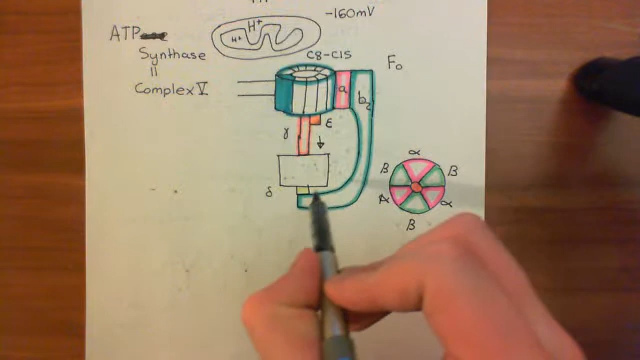 -160mV
H+
H+
ATP
Synthase
=
Complex V
C8-C15
F₀
a
b₂
γ
ε
δ
α
β
β
A
α
β